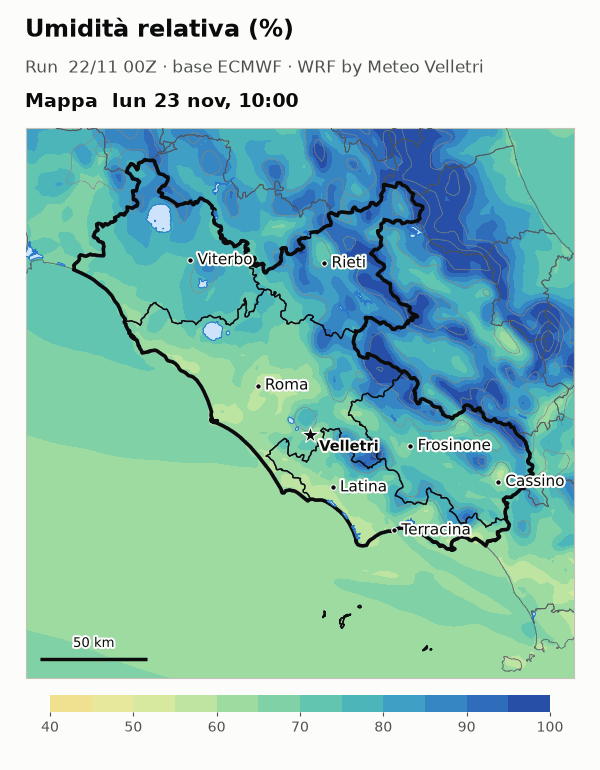 Umidità relativa (%)
Run 22/11 00Z · base ECMWF · WRF by Meteo Velletri
Mappa lun 23 nov, 10:00
Viterbo
Rieti
Roma
Velletri
Frosinone
Cassino
Latina
Terracina
50 km
40 50 60 70 80 90 100